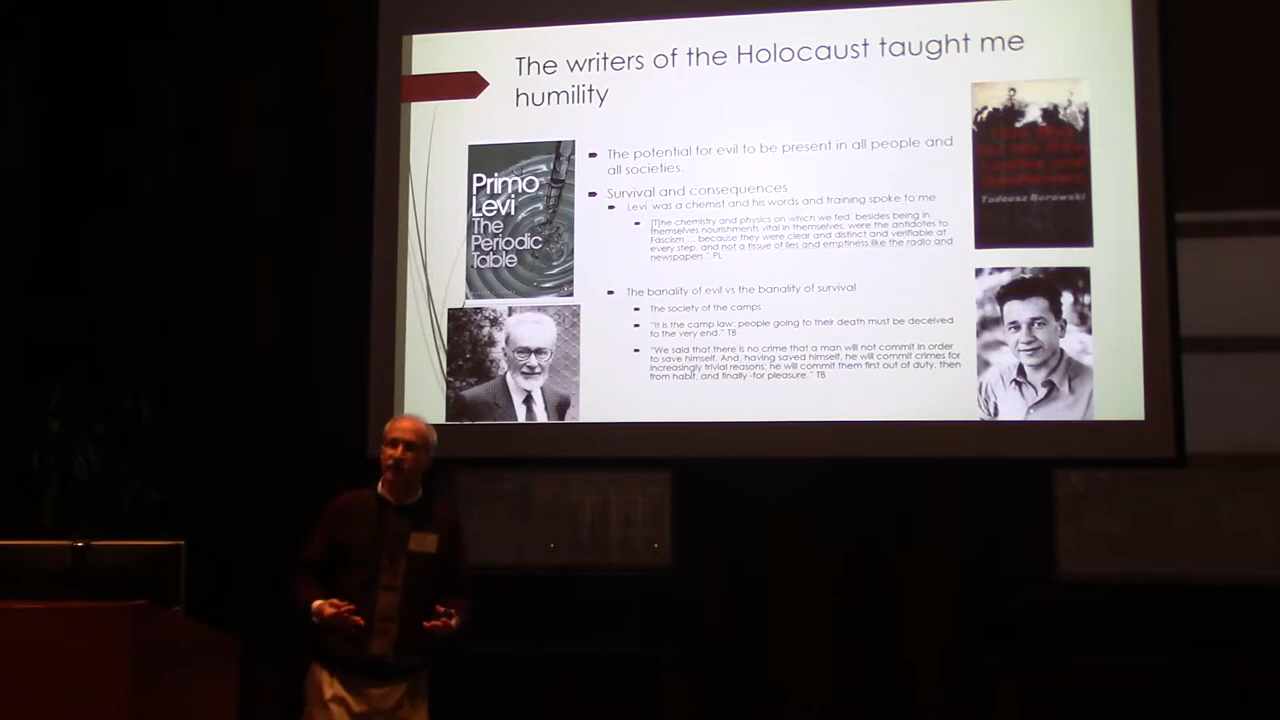 The writers of the Holocaust taught me
humility
The potential for evil to be present in all people and
all societies.
Survival and consequences
Levi was a chemist and his words and training spoke to me
[T]he chemistry and physics on which we fed, besides being in
themselves nourishments vital in themselves, were the antidotes to
Fascism ... because they were clear and distinct and verifiable at
every step, and not a tissue of lies and emptiness like the radio and
newspapers." PL
The banality of evil vs the banality of survival
The society of the camps
"It is the camp law: people going to their death must be deceived
to the very end." TB
"We said that there is no crime that a man will not commit in order
to save himself. And, having saved himself, he will commit crimes for
increasingly trivial reasons; he will commit them first out of duty, then
from habit, and finally -for pleasure." TB
Primo
Levi
The
Periodic
Table
Tadeusz Borowski